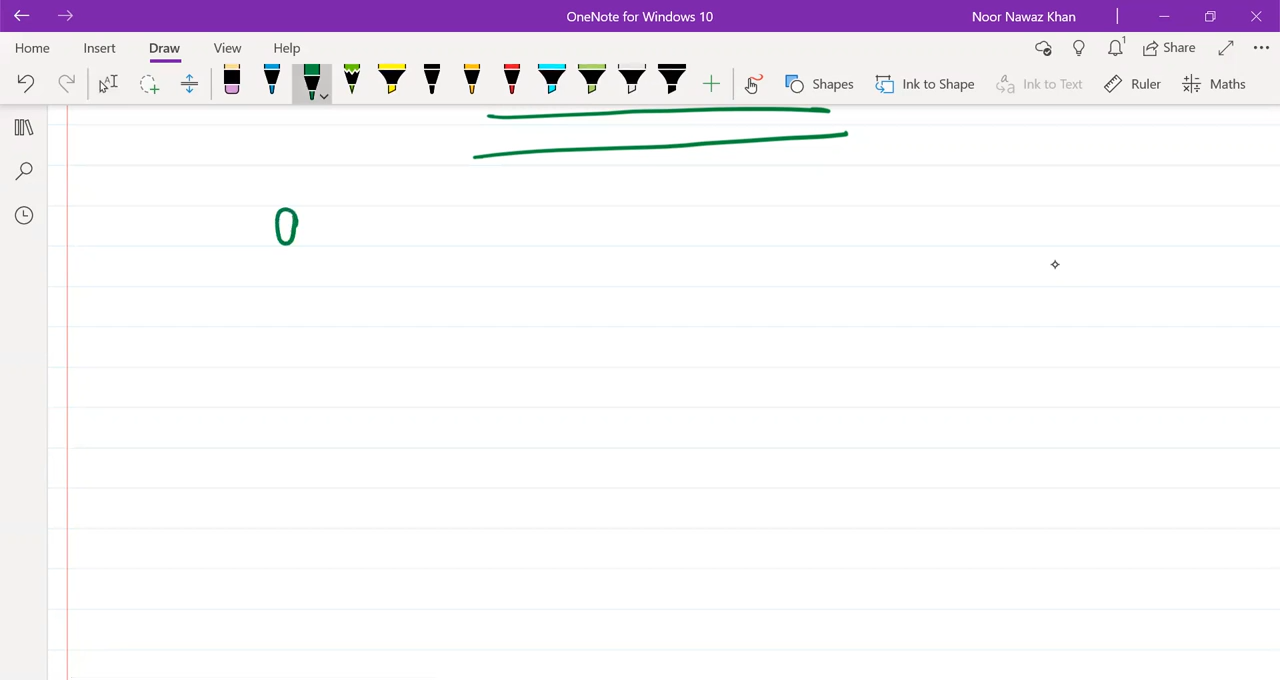 OneNote for Windows 10
Noor Nawaz Khan
Home Insert Draw View Help
1
Share
Shapes
Ink to Shape
Ink to Text
Ruler
Maths
0